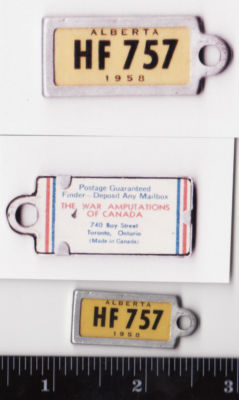 ALBERTA
HF 757
1958
Postage Guaranteed
Finder - Deposit Any Mailbox
THE WAR AMPUTATIONS
OF CANADA
740 Bay Street
Toronto, Ontario
(Made in Canada)
ALBERTA
HF 757
1958
1 2 3